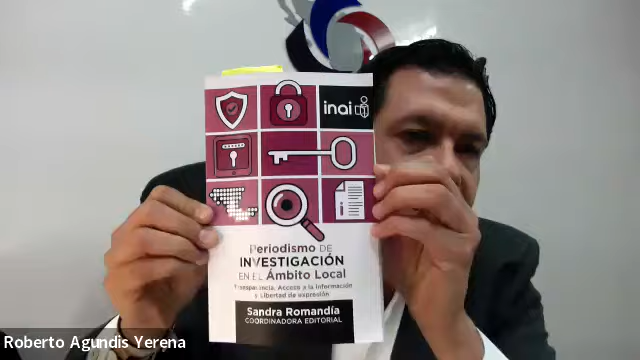 inai
Periodismo DE
INVESTIGACIÓN
EN EL Ámbito Local
Transparencia, Acceso a la Información
y Libertad de expresión
Sandra Romandía
COORDINADORA EDITORIAL
Roberto Agundis Yerena